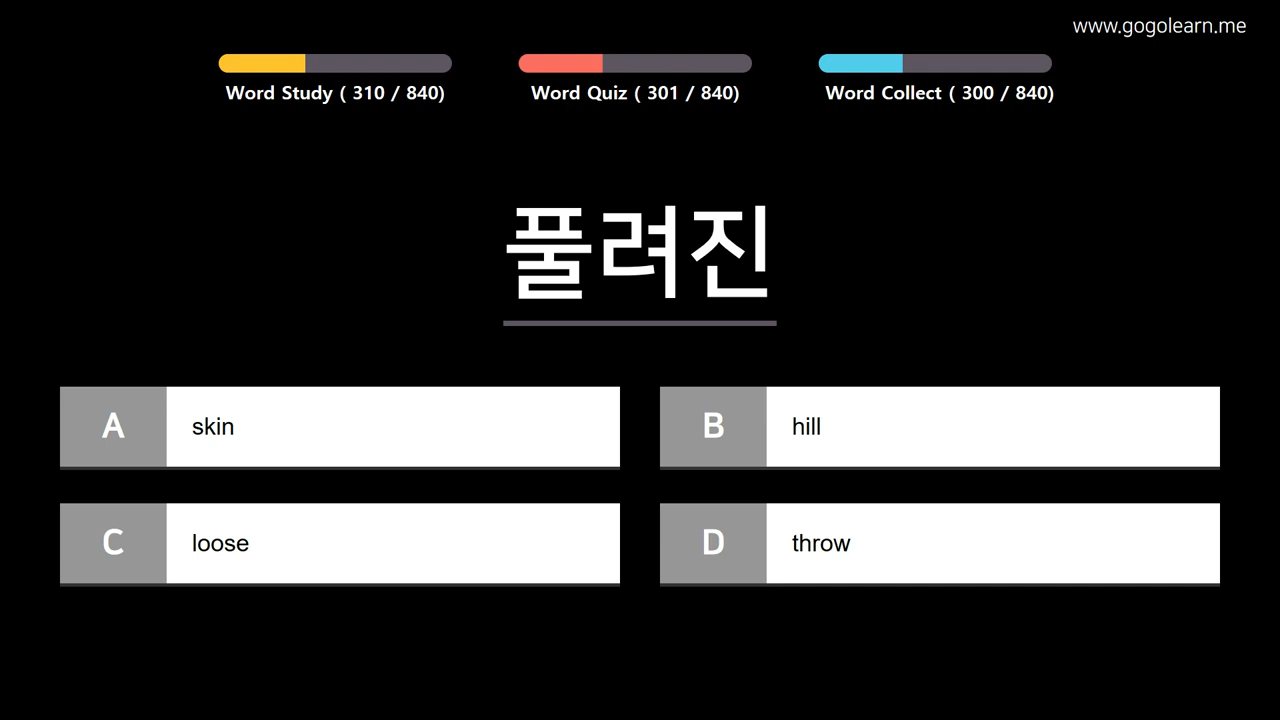 www.gogolearn.me
Word Study ( 310 / 840)
Word Quiz ( 301 / 840)
Word Collect ( 300 / 840)
풀려진
A skin
B hill
C loose
D throw